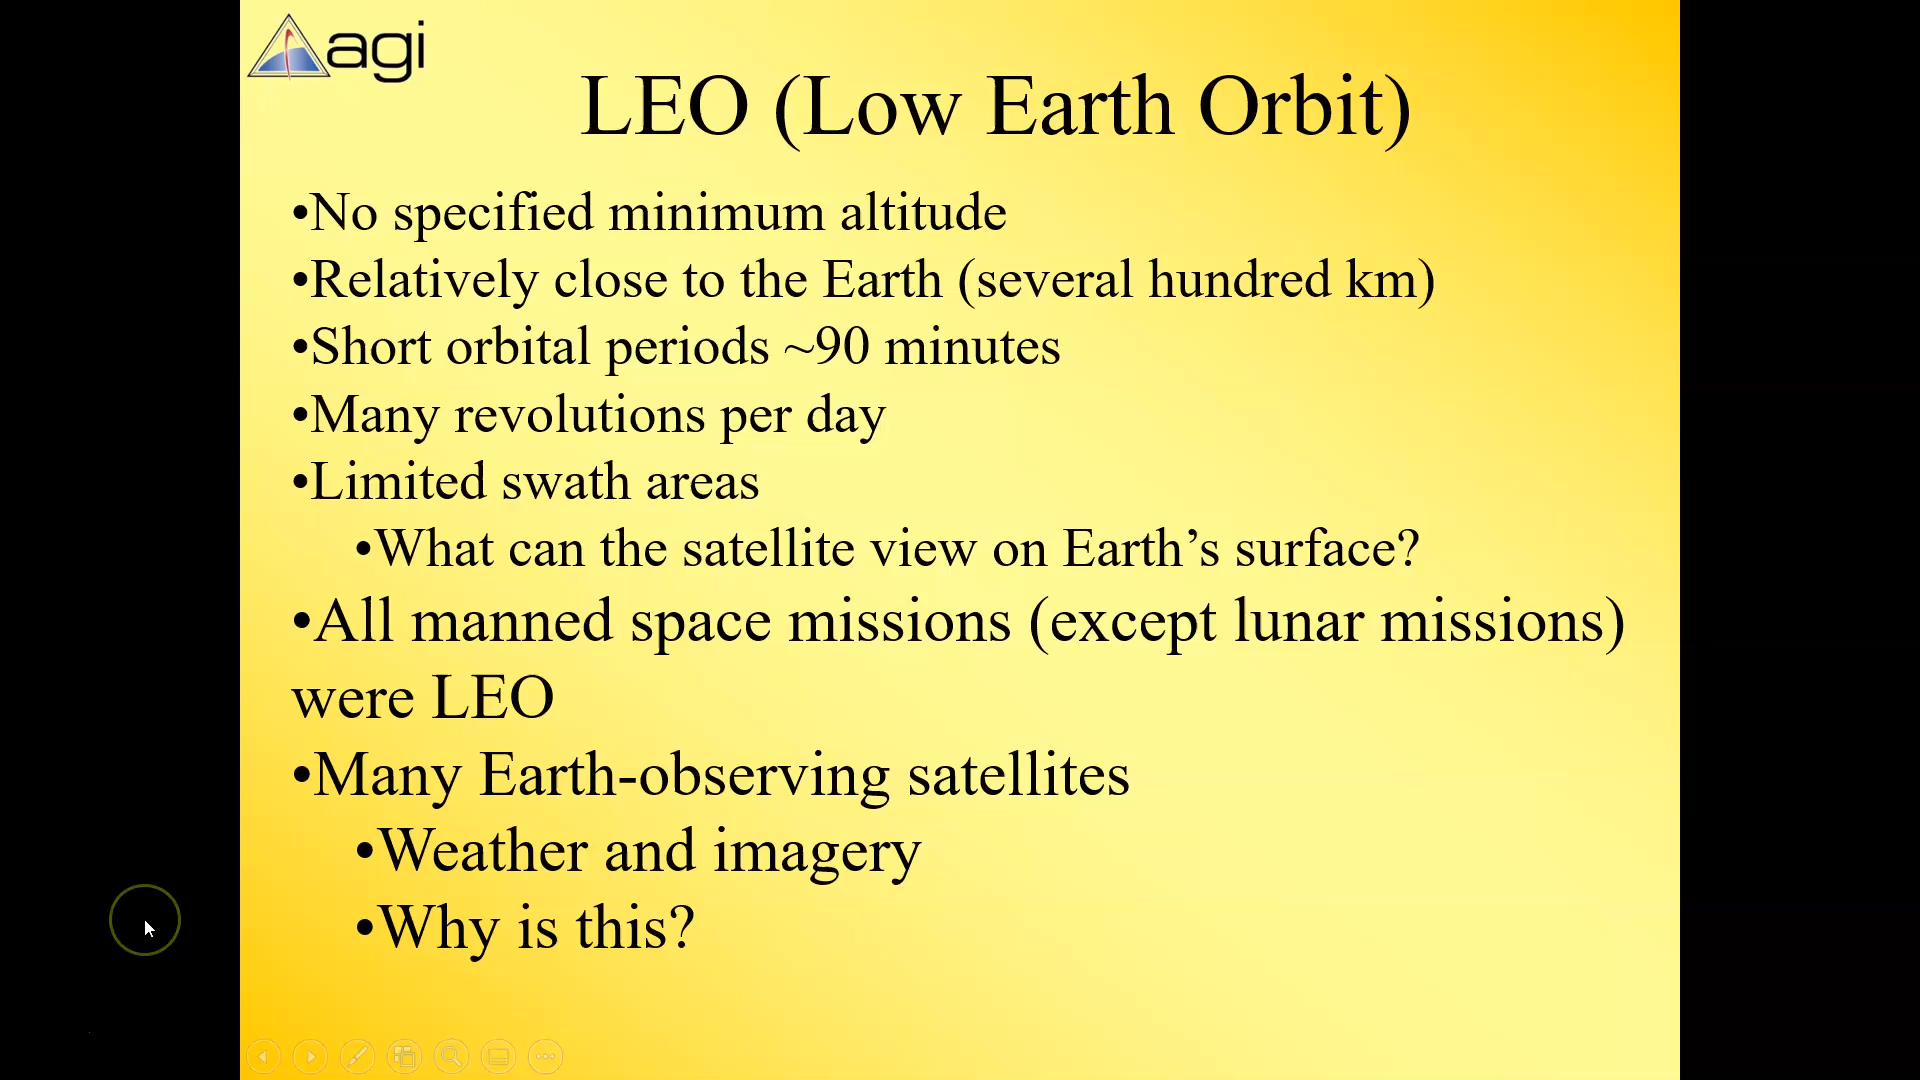 agi
LEO (Low Earth Orbit)
•No specified minimum altitude
•Relatively close to the Earth (several hundred km)
•Short orbital periods ~90 minutes
•Many revolutions per day
•Limited swath areas
•What can the satellite view on Earth’s surface?
•All manned space missions (except lunar missions)
were LEO
•Many Earth-observing satellites
•Weather and imagery
•Why is this?